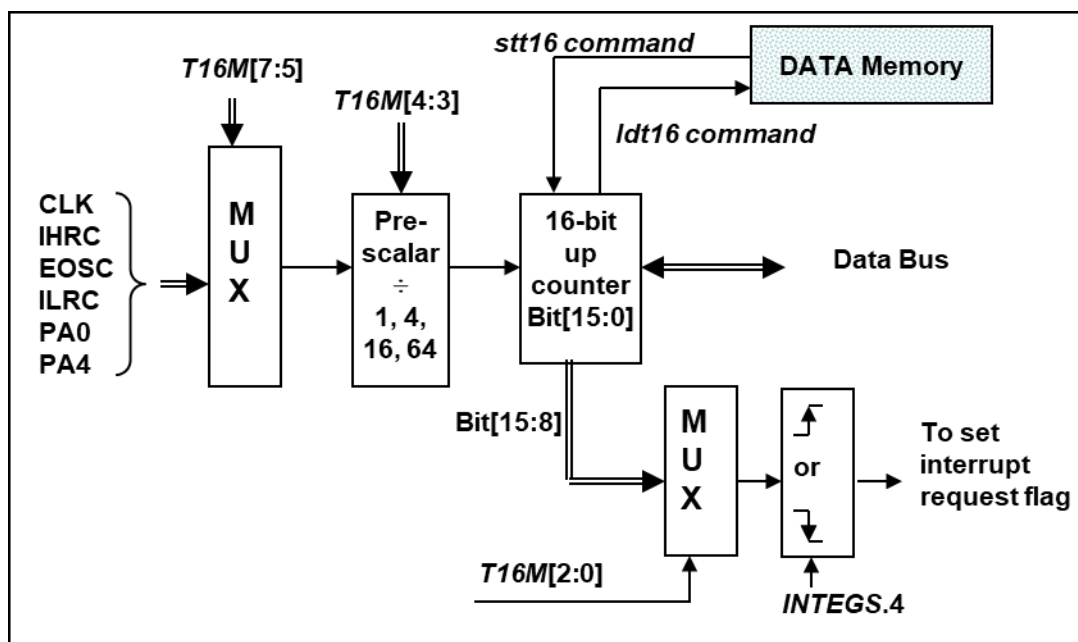 stt16 command
DATA Memory
T16M[7:5]
T16M[4:3]
ldt16 command
CLK
IHRC
EOSC
ILRC
PA0
PA4
M
U
X
Pre-
scalar
÷
1, 4,
16, 64
16-bit
up
counter
Bit[15:0]
Data Bus
Bit[15:8]
M
U
X
or
To set
interrupt
request flag
T16M[2:0]
INTEGS.4